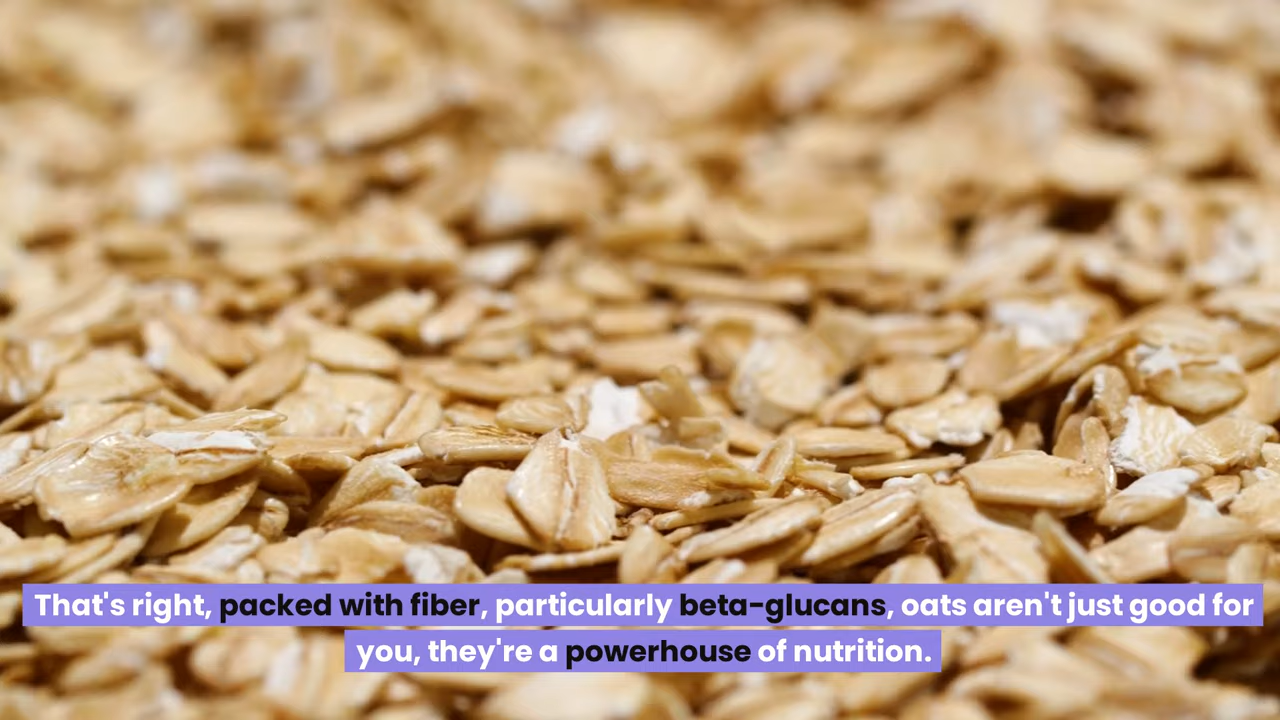 That's right, packed with fiber, particularly beta-glucans, oats aren't just good for
you, they're a powerhouse of nutrition.